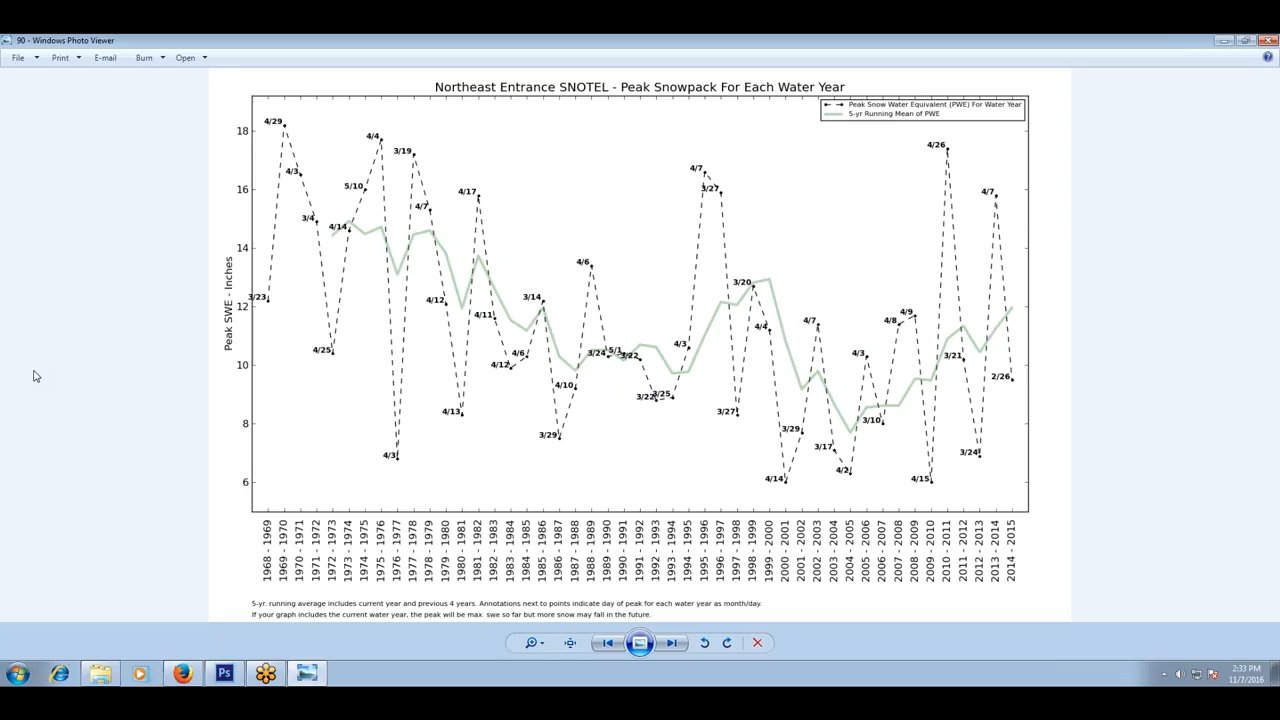 90 - Windows Photo Viewer
File Print E-mail Burn Open
Northeast Entrance SNOTEL - Peak Snowpack For Each Water Year
Peak Snow Water Equivalent (PWE) For Water Year
5-yr Running Mean of PWE
Peak SWE - Inches
18
16
14
12
10
8
6
3/23
4/29
4/3
3/4
4/25
4/14
5/10
4/4
4/3
3/19
4/7
4/12
4/13
4/17
4/11
4/12
4/6
3/14
3/29
4/10
4/6
3/24
5/1
3/22
3/22
3/25
4/3
4/7
3/27
3/27
3/20
4/4
4/14
3/29
4/7
3/17
4/2
4/3
3/10
4/8
4/9
4/15
4/26
3/21
3/24
4/7
2/26
1968 - 1969
1969 - 1970
1970 - 1971
1971 - 1972
1972 - 1973
1973 - 1974
1974 - 1975
1975 - 1976
1976 - 1977
1977 - 1978
1978 - 1979
1979 - 1980
1980 - 1981
1981 - 1982
1982 - 1983
1983 - 1984
1984 - 1985
1985 - 1986
1986 - 1987
1987 - 1988
1988 - 1989
1989 - 1990
1990 - 1991
1991 - 1992
1992 - 1993
1993 - 1994
1994 - 1995
1995 - 1996
1996 - 1997
1997 - 1998
1998 - 1999
1999 - 2000
2000 - 2001
2001 - 2002
2002 - 2003
2003 - 2004
2004 - 2005
2005 - 2006
2006 - 2007
2007 - 2008
2008 - 2009
2009 - 2010
2010 - 2011
2011 - 2012
2012 - 2013
2013 - 2014
2014 - 2015
5-yr. running average includes current year and previous 4 years. Annotations next to points indicate day of peak for each water year as month/day.
If your graph includes the current water year, the peak will be max. swe so far but more snow may fall in the future.
Ps
2:33 PM
11/7/2016